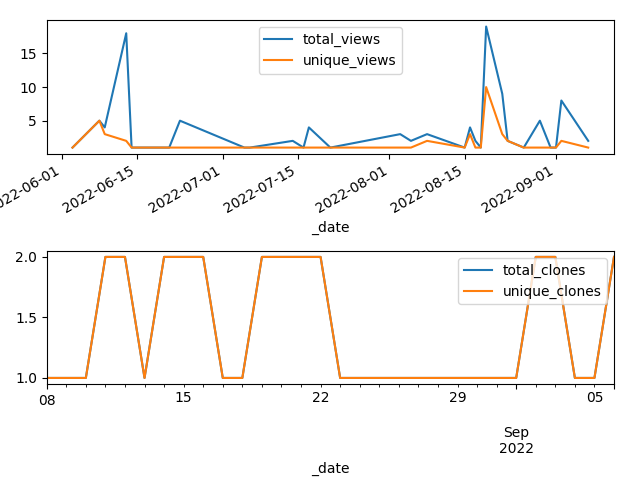 total_views
unique_views
15
10
5
2022-06-01
2022-06-15
2022-07-01
2022-07-15
2022-08-01
2022-08-15
2022-09-01
_date
2.0
1.5
1.0
total_clones
unique_clones
08
15
22
29
05
Sep
2022
_date